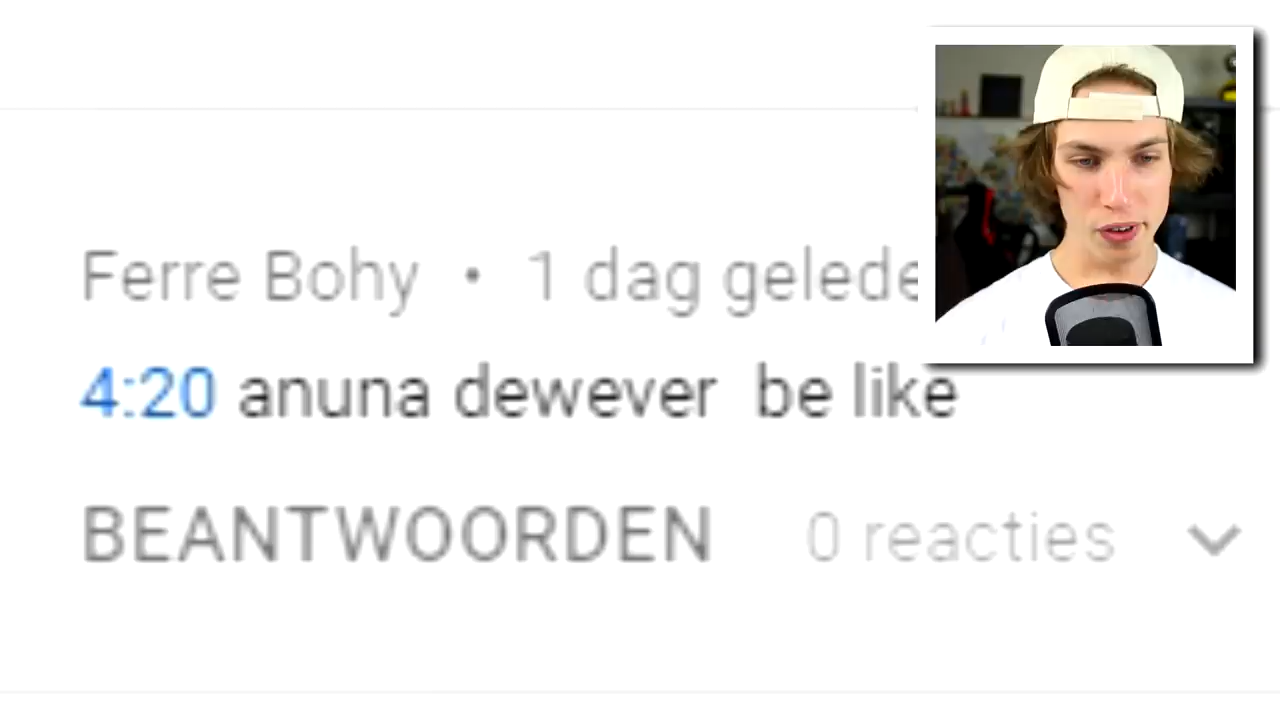 Ferre Bohy • 1 dag gelede
4:20 anuna dewever be like
BEANTWOORDEN 0 reacties